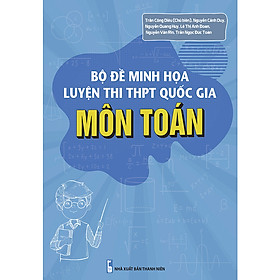 Trần Công Diêu (Chủ biên), Nguyễn Cảnh Duy,
Nguyễn Quang Huy, Lê Thị Anh Đoan,
Nguyễn Văn Rin, Trần Ngọc Đức Toàn
BỘ ĐỀ MINH HỌA
LUYỆN THI THPT QUỐC GIA
MÔN TOÁN
NHÀ XUẤT BẢN THANH NIÊN